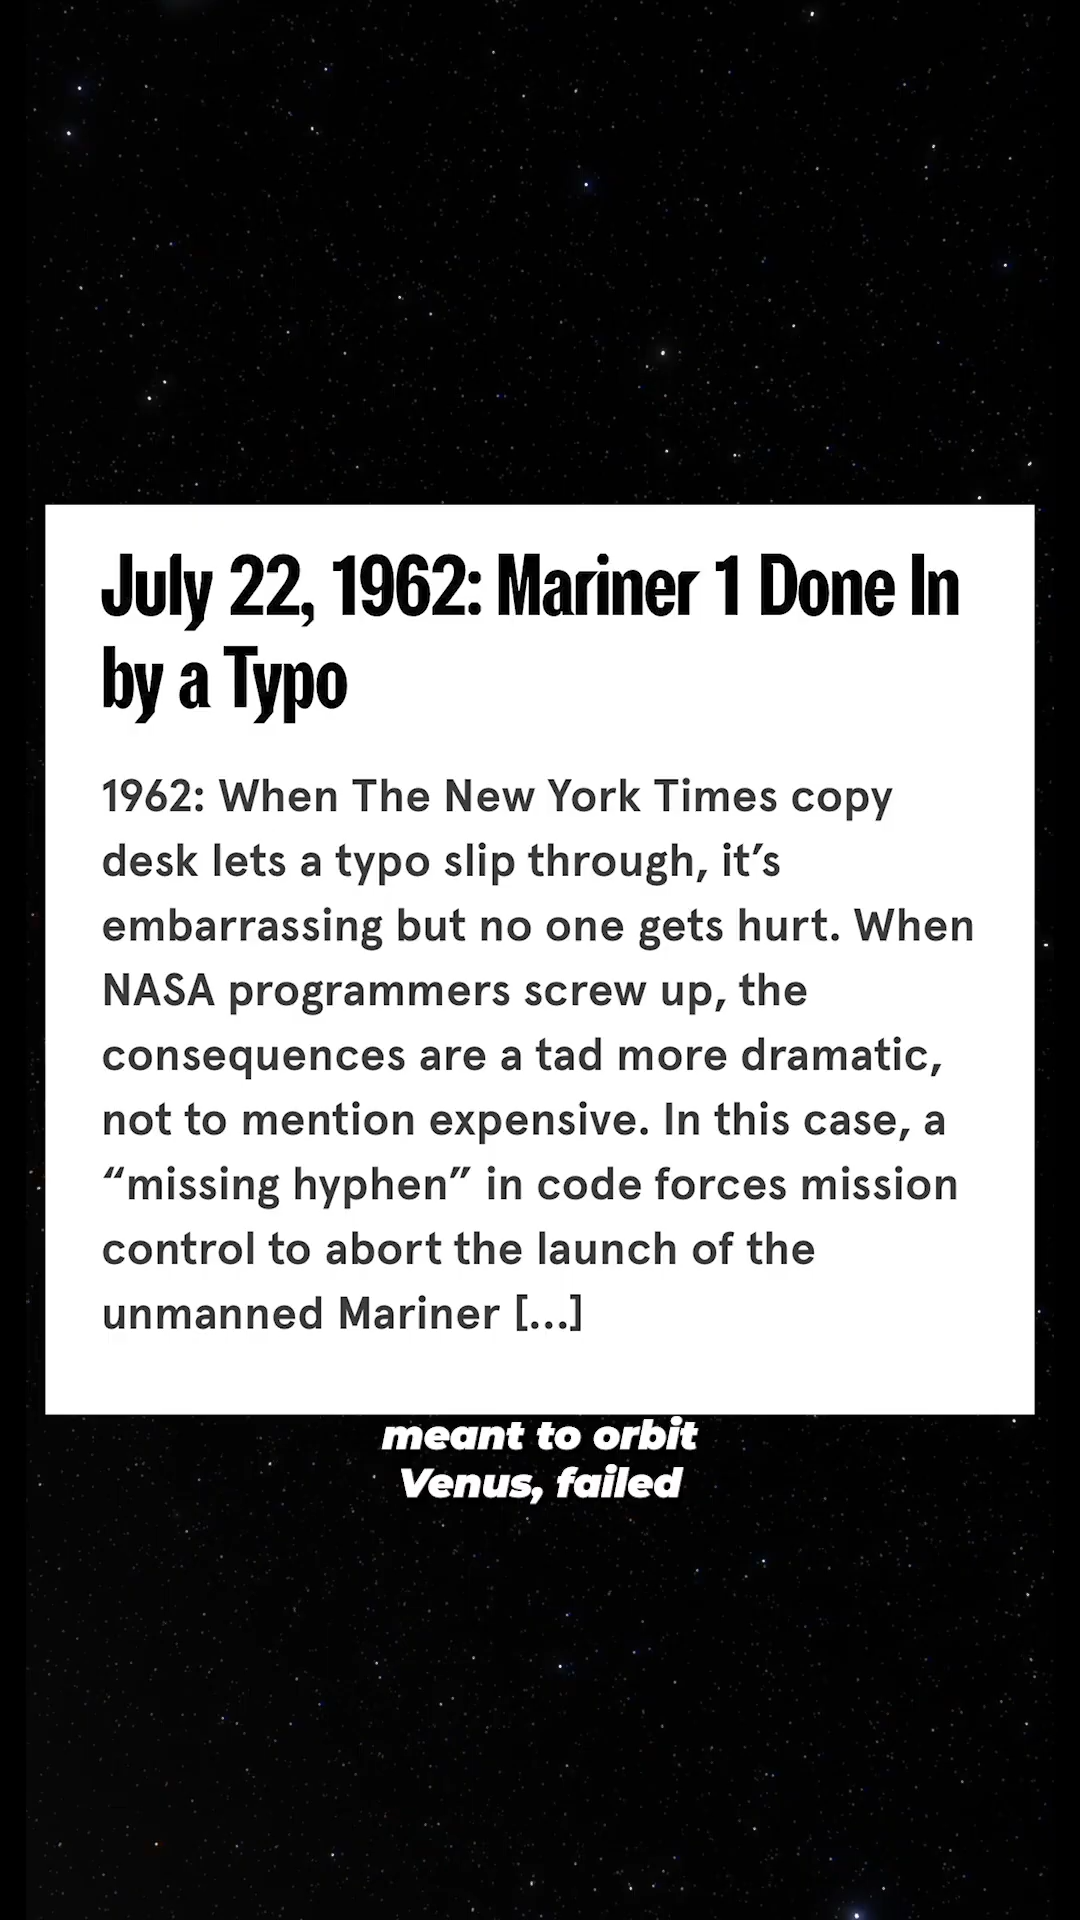 July 22, 1962: Mariner 1 Done In
by a Typo
1962: When The New York Times copy
desk lets a typo slip through, it’s
embarrassing but no one gets hurt. When
NASA programmers screw up, the
consequences are a tad more dramatic,
not to mention expensive. In this case, a
“missing hyphen” in code forces mission
control to abort the launch of the
unmanned Mariner [...]
meant to orbit
Venus, failed